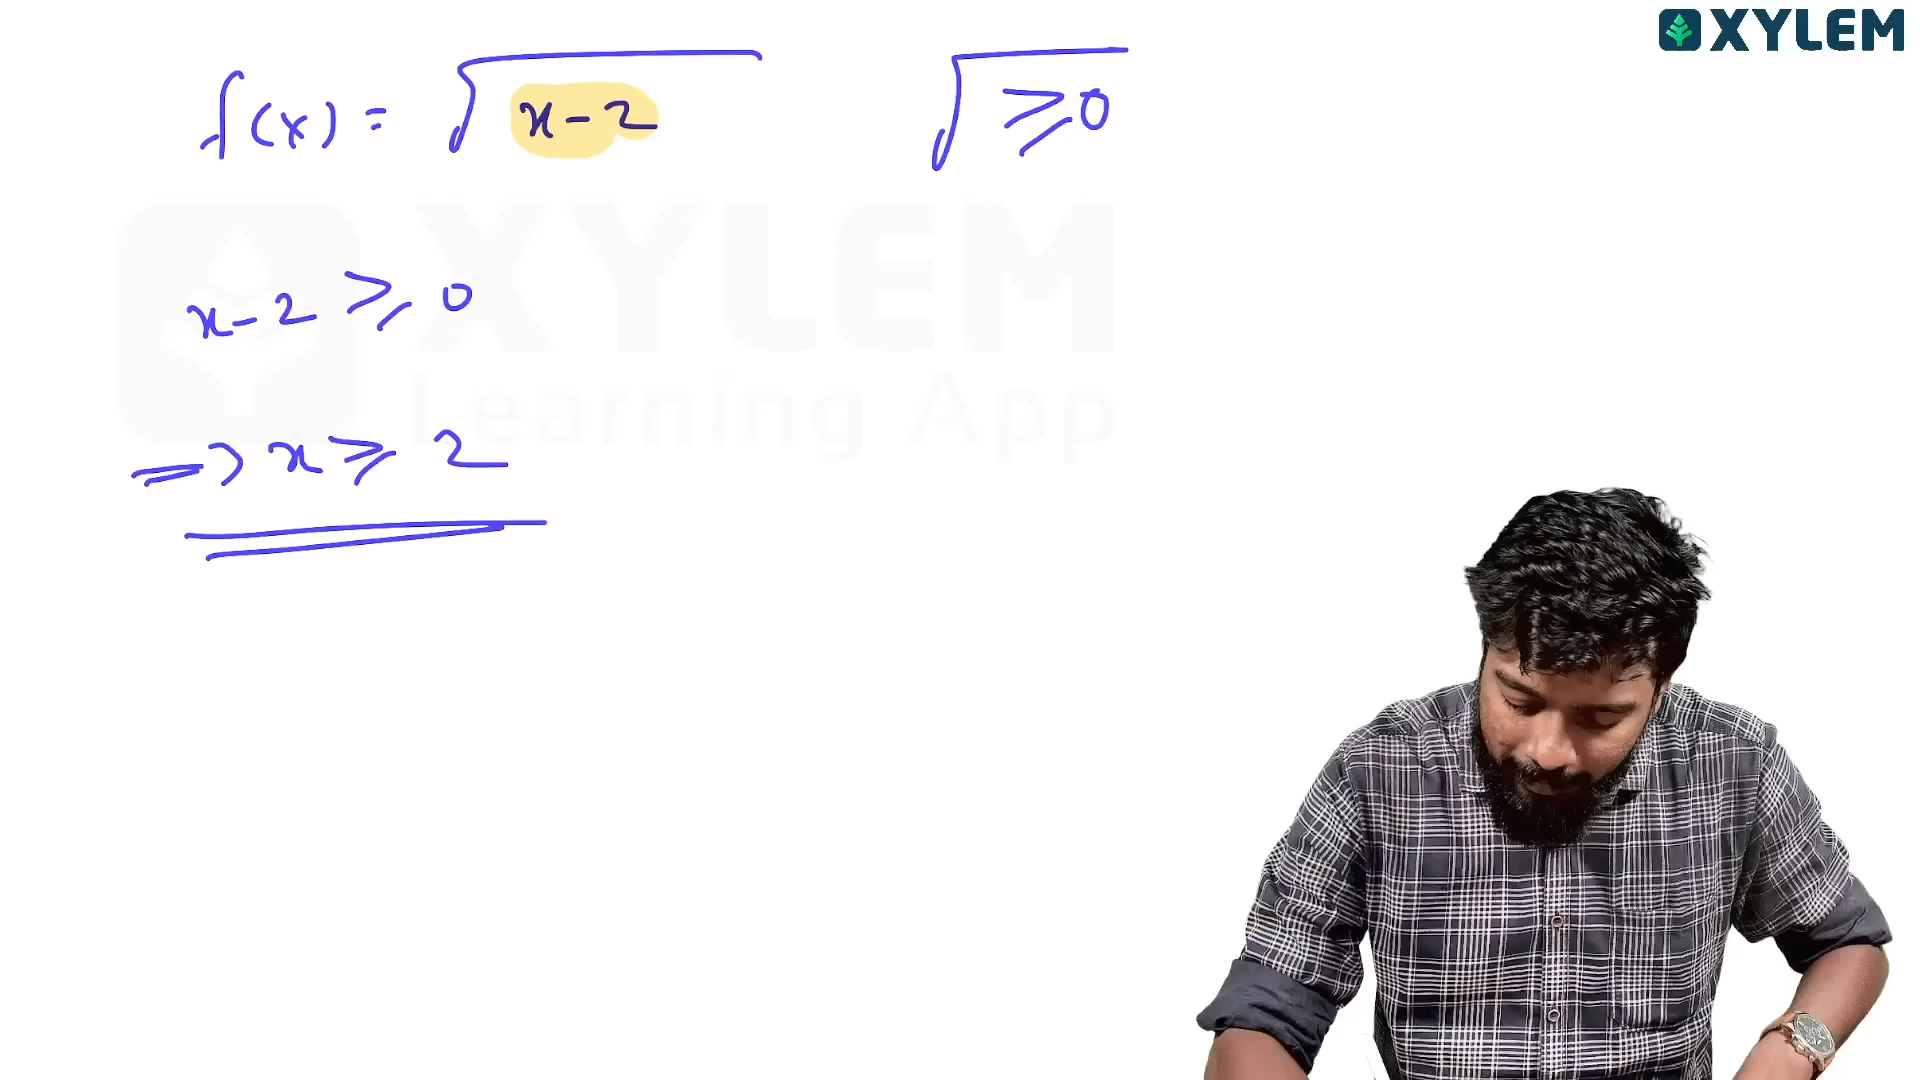 XYLEM
f(x) = √(x-2) √≥0
x-2 ≥ 0
⇒ x ≥ 2
XYLEM
Learning App